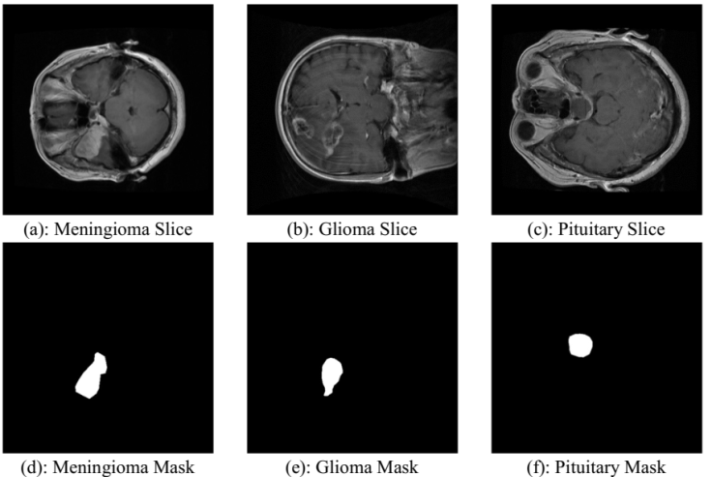 (a): Meningioma Slice
(b): Glioma Slice
(c): Pituitary Slice
(d): Meningioma Mask
(e): Glioma Mask
(f): Pituitary Mask